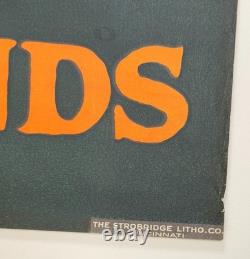 NDS
THE STROBRIDGE LITHO. CO.
CINCINNATI